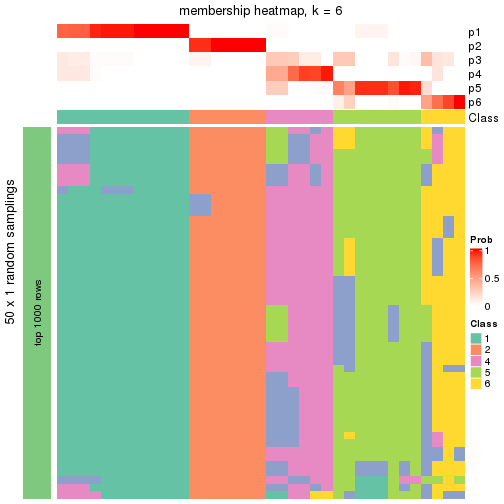 membership heatmap, k = 6
p1
p2
p3
p4
p5
p6
Class
50 x 1 random samplings
top 1000 rows
Prob
1
0.5
0
Class
1
2
4
5
6